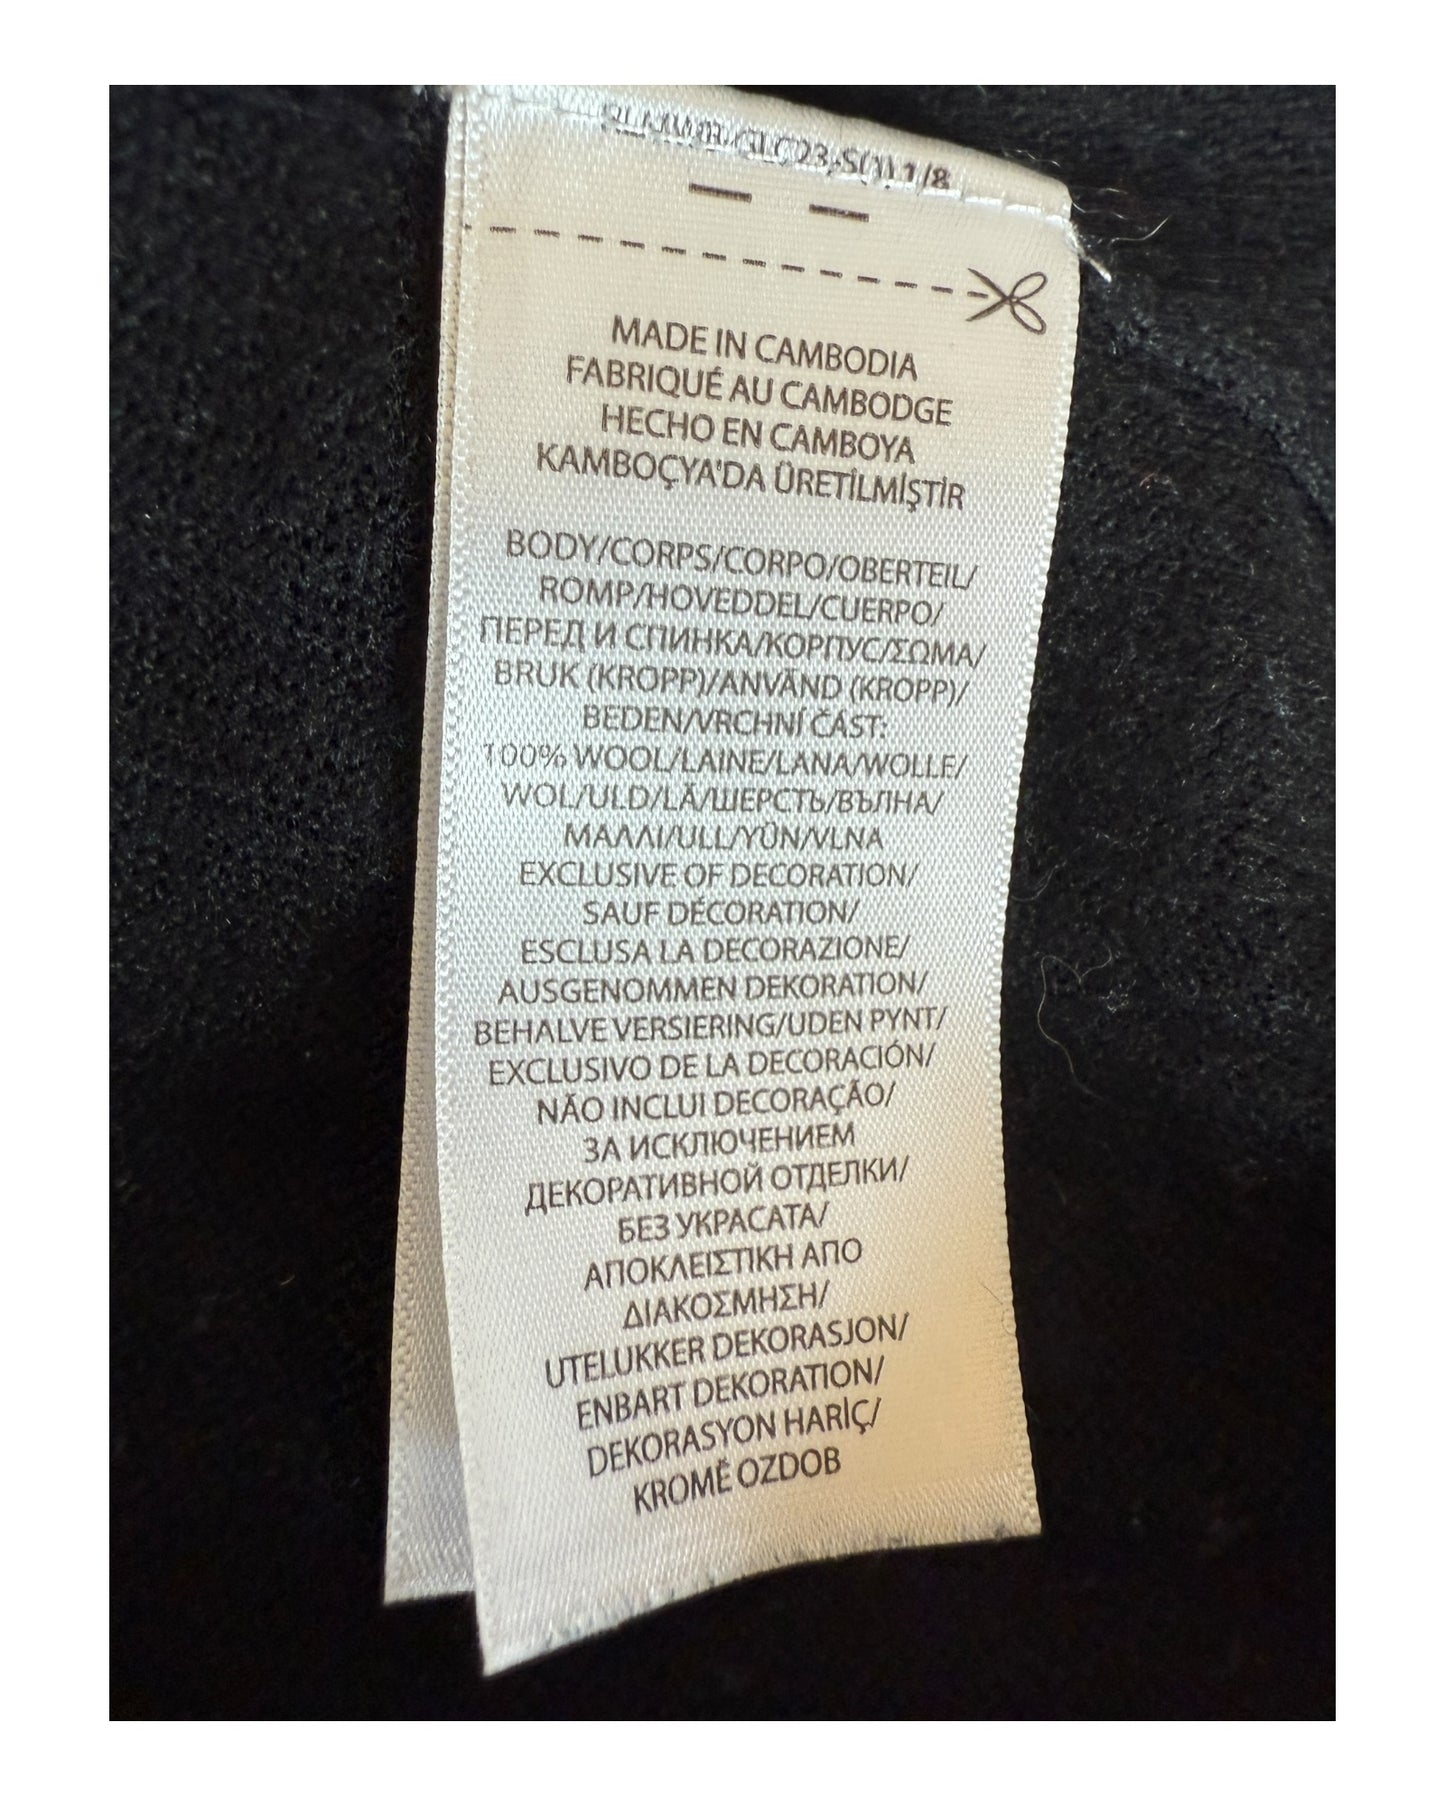 1/8
MADE IN CAMBODIA
FABRIQUÉ AU CAMBODGE
HECHO EN CAMBOYA
KAMBOÇYA'DA ÜRETİLMİŞTİR
BODY/CORPS/CORPO/OBERTEIL/
ROMP/HOVEDDEL/CUERPO/
ПЕРЕД И СПИНКА/КОРПУС/ΣΩΜΑ/
BRUK (KROPP)/ANVÄND (KROPP)/
BEDEN/VRCHNÍ ČÁST:
100% WOOL/LAINE/LANA/WOLLE/
WOL/ULD/LÃ/ШЕРСТЬ/ВЪЛНА/
ΜΑΛΛΙ/ULL/YÜN/VLNA
EXCLUSIVE OF DECORATION/
SAUF DÉCORATION/
ESCLUSA LA DECORAZIONE/
AUSGENOMMEN DEKORATION/
BEHALVE VERSIERING/UDEN PYNT/
EXCLUSIVO DE LA DECORACIÓN/
NÃO INCLUI DECORAÇÃO/
ЗА ИСКЛЮЧЕНИЕМ
ДЕКОРАТИВНОЙ ОТДЕЛКИ/
БЕЗ УКРАСАТА/
ΑΠΟΚΛΕΙΣΤΙΚΗ ΑΠΟ
ΔΙΑΚΟΣΜΗΣΗ/
UTELUKKER DEKORASJON/
ENBART DEKORATION/
DEKORASYON HARİÇ/
KROMĚ OZDOB